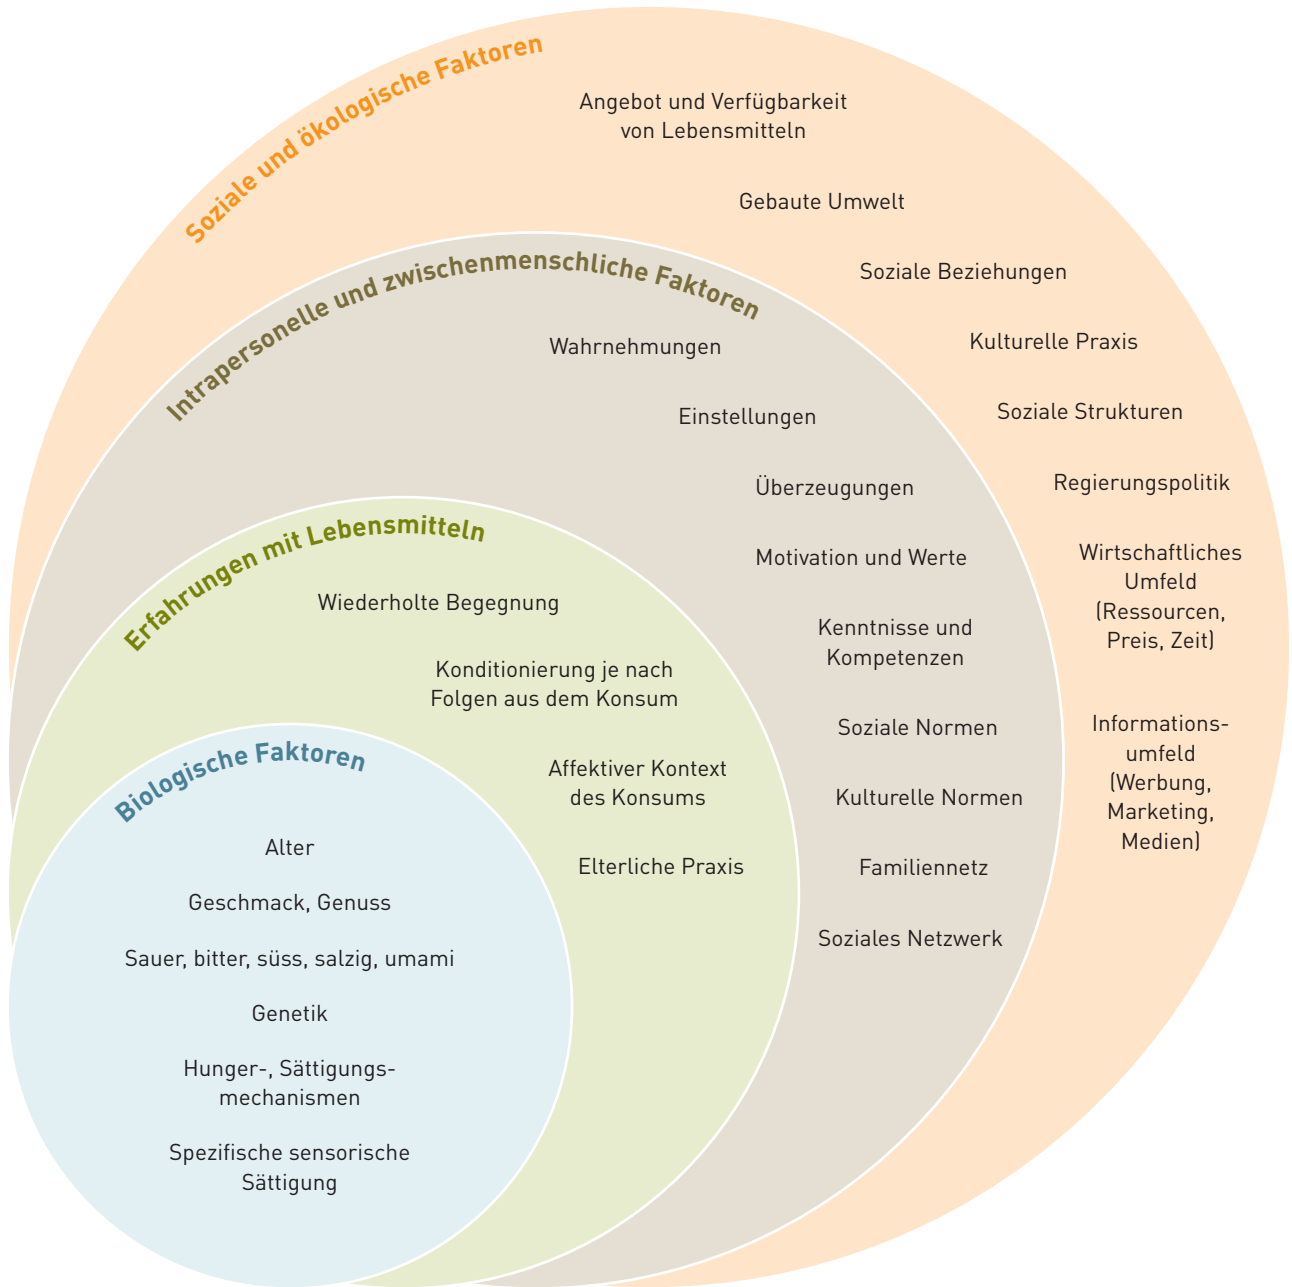 Soziale und ökologische Faktoren
Angebot und Verfügbarkeit
von Lebensmitteln
Gebaute Umwelt
Soziale Beziehungen
Kulturelle Praxis
Soziale Strukturen
Regierungspolitik
Wirtschaftliches
Umfeld
(Ressourcen,
Preis, Zeit)
Informations-
umfeld
(Werbung,
Marketing,
Medien)
Intrapersonelle und zwischenmenschliche Faktoren
Wahrnehmungen
Einstellungen
Überzeugungen
Motivation und Werte
Kenntnisse und
Kompetenzen
Soziale Normen
Kulturelle Normen
Familiennetz
Soziales Netzwerk
Erfahrungen mit Lebensmitteln
Wiederholte Begegnung
Konditionierung je nach
Folgen aus dem Konsum
Affektiver Kontext
des Konsums
Elterliche Praxis
Biologische Faktoren
Alter
Geschmack, Genuss
Sauer, bitter, süss, salzig, umami
Genetik
Hunger-, Sättigungs-
mechanismen
Spezifische sensorische
Sättigung